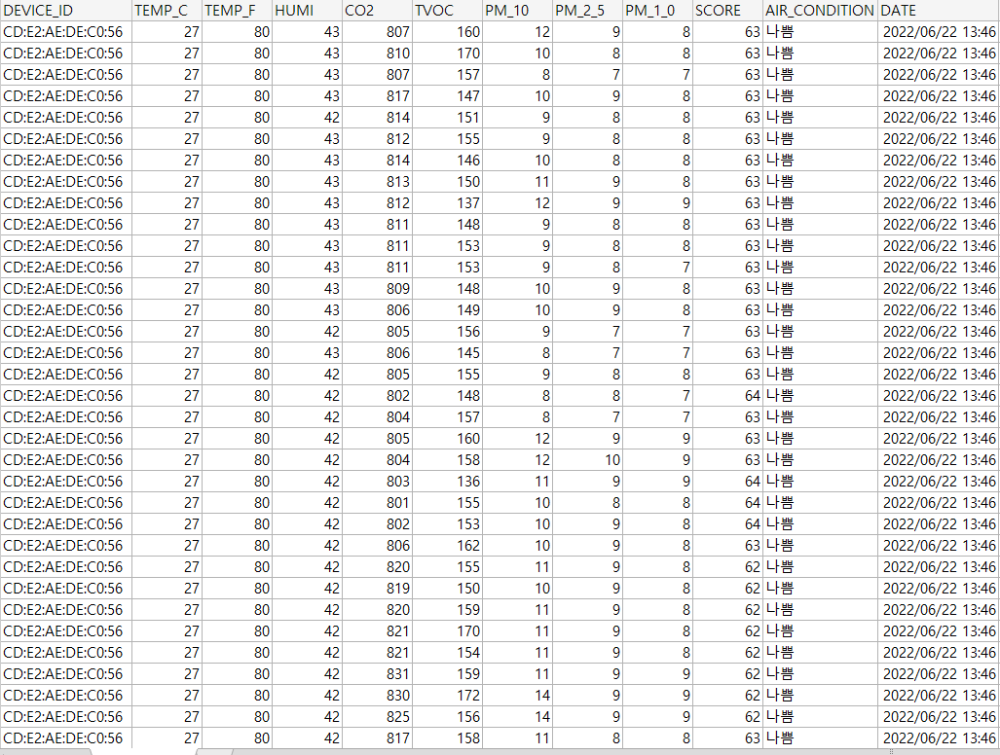 DEVICE_ID TEMP_C TEMP_F HUMI CO2 TVOC PM_10 PM_2_5 PM_1_0 SCORE AIR_CONDITION DATE
CD:E2:AE:DE:C0:56 27 80 43 807 160 12 9 8 63 나쁨 2022/06/22 13:46
CD:E2:AE:DE:C0:56 27 80 43 810 170 10 8 8 63 나쁨 2022/06/22 13:46
CD:E2:AE:DE:C0:56 27 80 43 807 157 8 7 7 63 나쁨 2022/06/22 13:46
CD:E2:AE:DE:C0:56 27 80 43 817 147 10 9 8 63 나쁨 2022/06/22 13:46
CD:E2:AE:DE:C0:56 27 80 42 814 151 9 8 8 63 나쁨 2022/06/22 13:46
CD:E2:AE:DE:C0:56 27 80 43 812 155 9 8 8 63 나쁨 2022/06/22 13:46
CD:E2:AE:DE:C0:56 27 80 43 814 146 10 8 8 63 나쁨 2022/06/22 13:46
CD:E2:AE:DE:C0:56 27 80 43 813 150 11 9 8 63 나쁨 2022/06/22 13:46
CD:E2:AE:DE:C0:56 27 80 43 812 137 12 9 9 63 나쁨 2022/06/22 13:46
CD:E2:AE:DE:C0:56 27 80 43 811 148 9 8 8 63 나쁨 2022/06/22 13:46
CD:E2:AE:DE:C0:56 27 80 43 811 153 9 8 8 63 나쁨 2022/06/22 13:46
CD:E2:AE:DE:C0:56 27 80 43 811 153 9 8 7 63 나쁨 2022/06/22 13:46
CD:E2:AE:DE:C0:56 27 80 43 809 148 10 9 8 63 나쁨 2022/06/22 13:46
CD:E2:AE:DE:C0:56 27 80 43 806 149 10 9 8 63 나쁨 2022/06/22 13:46
CD:E2:AE:DE:C0:56 27 80 42 805 156 9 7 7 63 나쁨 2022/06/22 13:46
CD:E2:AE:DE:C0:56 27 80 43 806 145 8 7 7 63 나쁨 2022/06/22 13:46
CD:E2:AE:DE:C0:56 27 80 42 805 155 9 8 8 63 나쁨 2022/06/22 13:46
CD:E2:AE:DE:C0:56 27 80 42 802 148 8 8 7 64 나쁨 2022/06/22 13:46
CD:E2:AE:DE:C0:56 27 80 42 804 157 8 7 7 63 나쁨 2022/06/22 13:46
CD:E2:AE:DE:C0:56 27 80 42 805 160 12 9 9 63 나쁨 2022/06/22 13:46
CD:E2:AE:DE:C0:56 27 80 42 804 158 12 10 9 63 나쁨 2022/06/22 13:46
CD:E2:AE:DE:C0:56 27 80 42 803 136 11 9 9 64 나쁨 2022/06/22 13:46
CD:E2:AE:DE:C0:56 27 80 42 801 155 10 8 8 64 나쁨 2022/06/22 13:46
CD:E2:AE:DE:C0:56 27 80 42 802 153 10 9 8 64 나쁨 2022/06/22 13:46
CD:E2:AE:DE:C0:56 27 80 42 806 162 10 9 8 63 나쁨 2022/06/22 13:46
CD:E2:AE:DE:C0:56 27 80 42 820 155 11 9 8 62 나쁨 2022/06/22 13:46
CD:E2:AE:DE:C0:56 27 80 42 819 150 10 9 8 62 나쁨 2022/06/22 13:46
CD:E2:AE:DE:C0:56 27 80 42 820 159 11 9 8 62 나쁨 2022/06/22 13:46
CD:E2:AE:DE:C0:56 27 80 42 821 170 11 9 8 62 나쁨 2022/06/22 13:46
CD:E2:AE:DE:C0:56 27 80 42 821 154 11 9 8 62 나쁨 2022/06/22 13:46
CD:E2:AE:DE:C0:56 27 80 42 831 159 11 9 9 62 나쁨 2022/06/22 13:46
CD:E2:AE:DE:C0:56 27 80 42 830 172 14 9 9 62 나쁨 2022/06/22 13:46
CD:E2:AE:DE:C0:56 27 80 42 825 156 14 9 9 62 나쁨 2022/06/22 13:46
CD:E2:AE:DE:C0:56 27 80 42 817 158 11 8 8 63 나쁨 2022/06/22 13:46